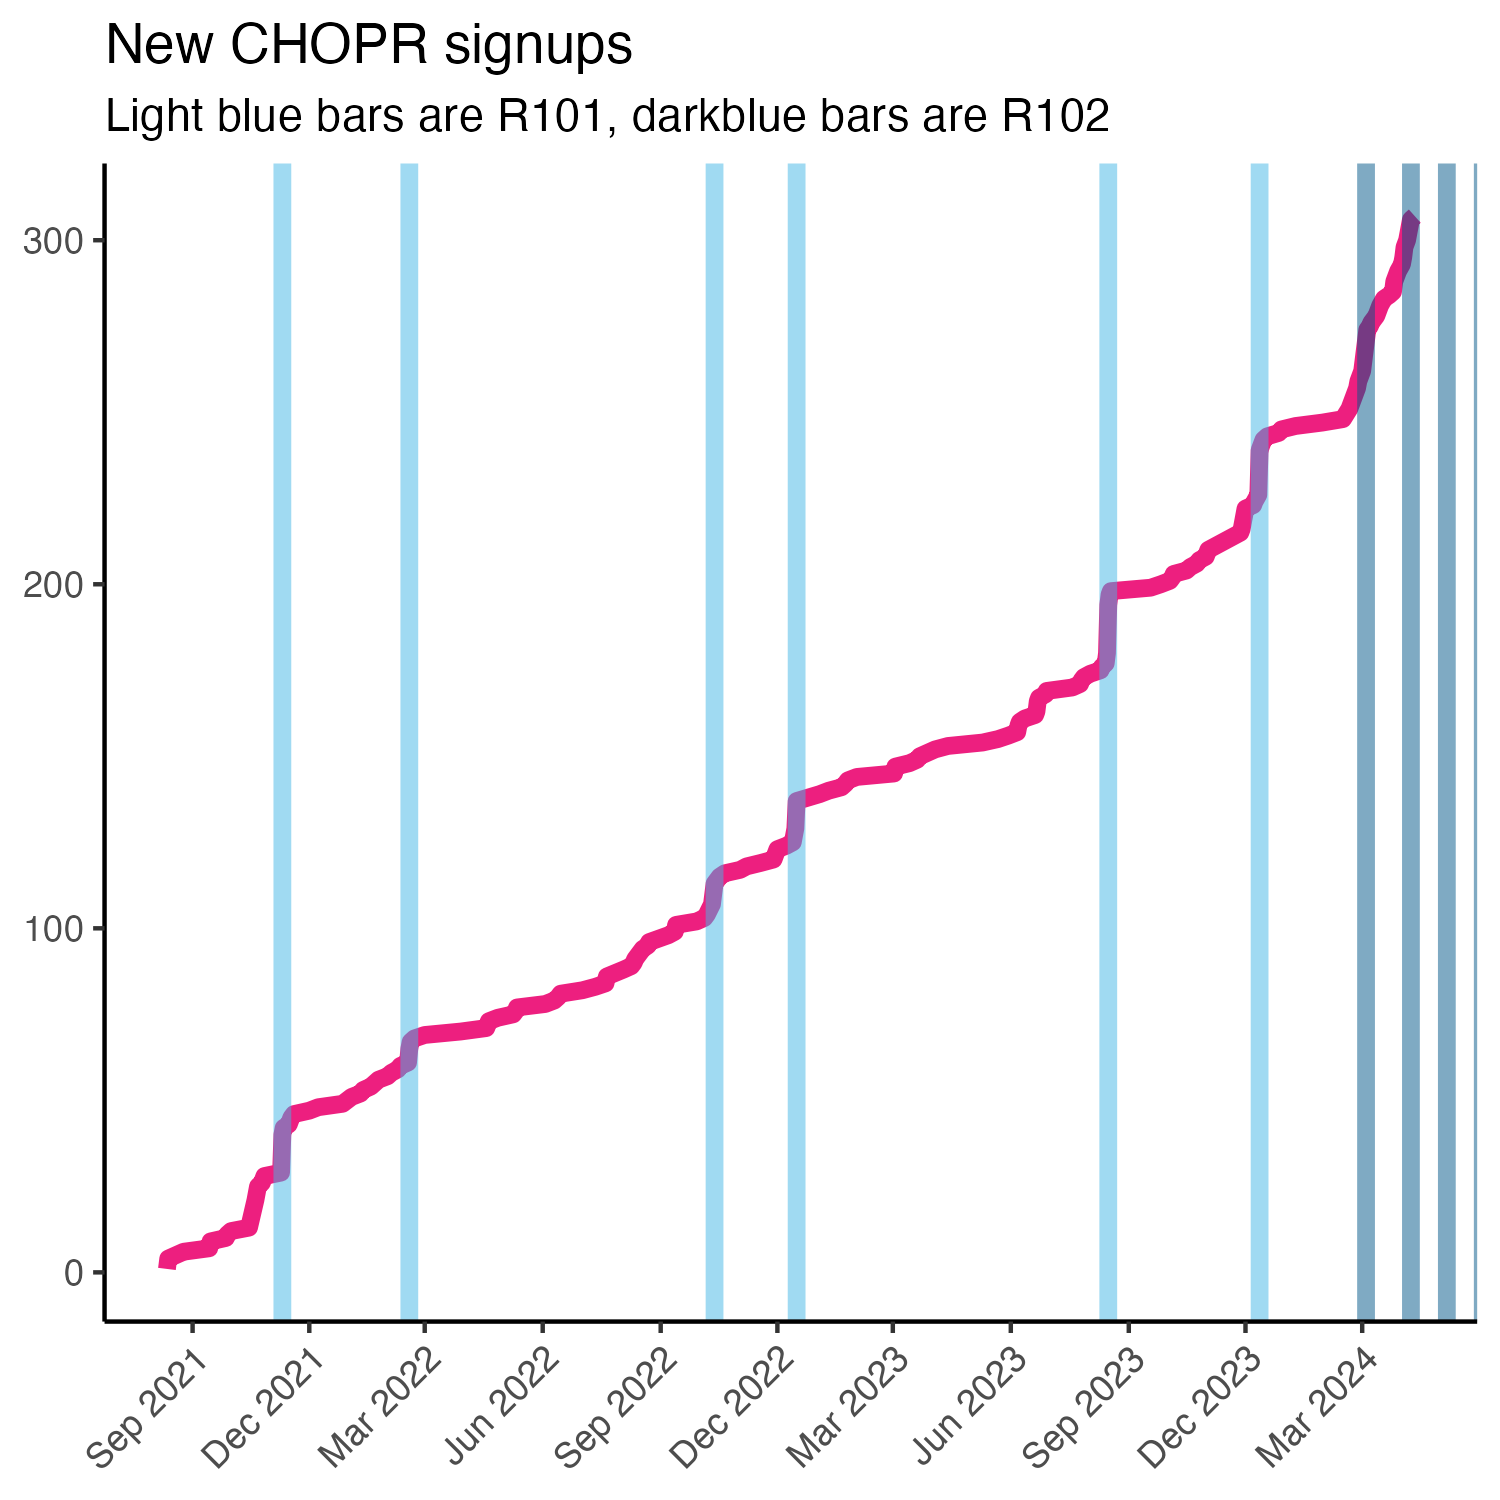 New CHOPR signups
Light blue bars are R101, darkblue bars are R102
300
200
100
0
Sep 2021
Dec 2021
Mar 2022
Jun 2022
Sep 2022
Dec 2022
Mar 2023
Jun 2023
Sep 2023
Dec 2023
Mar 2024